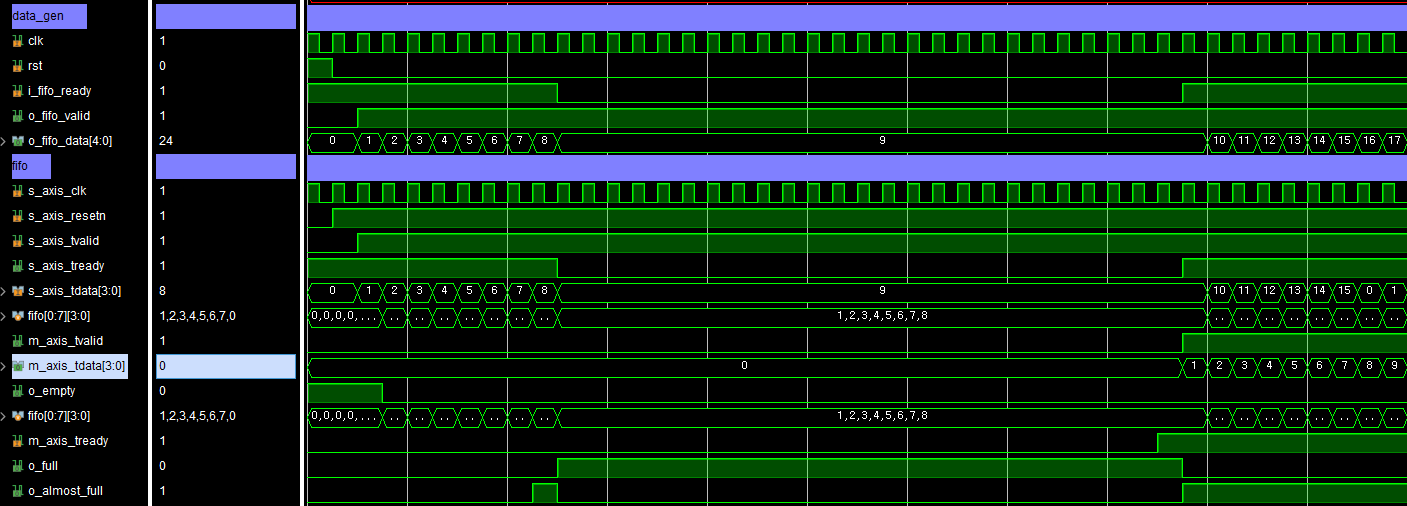 data_gen
clk 1
rst 0
i_fifo_ready 1
o_fifo_valid 1
o_fifo_data[4:0] 24 0 1 2 3 4 5 6 7 8 9 10 11 12 13 14 15 16 17
fifo
s_axis_clk 1
s_axis_resetn 1
s_axis_tvalid 1
s_axis_tready 1
s_axis_tdata[3:0] 8 0 1 2 3 4 5 6 7 8 9 10 11 12 13 14 15 0 1
fifo[0:7][3:0] 1,2,3,4,5,6,7,0 0,0,0,0,... .. .. .. .. .. .. .. 1,2,3,4,5,6,7,8 .. .. .. .. .. .. .. ..
m_axis_tvalid 1
m_axis_tdata[3:0] 0 0 1 2 3 4 5 6 7 8 9
o_empty 0
fifo[0:7][3:0] 1,2,3,4,5,6,7,0 0,0,0,0,... .. .. .. .. .. .. .. 1,2,3,4,5,6,7,8 .. .. .. .. .. .. .. ..
m_axis_tready 1
o_full 0
o_almost_full 1